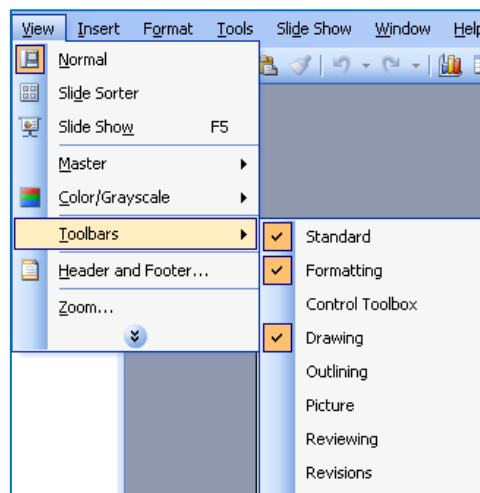 View Insert Format Tools Slide Show Window Help
Normal
Slide Sorter
Slide Show F5
Master
Color/Grayscale
Toolbars
Header and Footer...
Zoom...
Standard
Formatting
Control Toolbox
Drawing
Outlining
Picture
Reviewing
Revisions